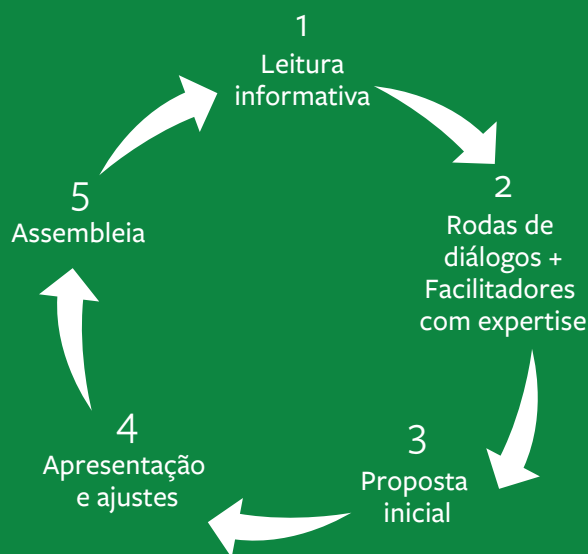 1
Leitura
informativa
2
Rodas de
diálogos +
Facilitadores
com expertise
3
Proposta
inicial
4
Apresentação
e ajustes
5
Assembleia